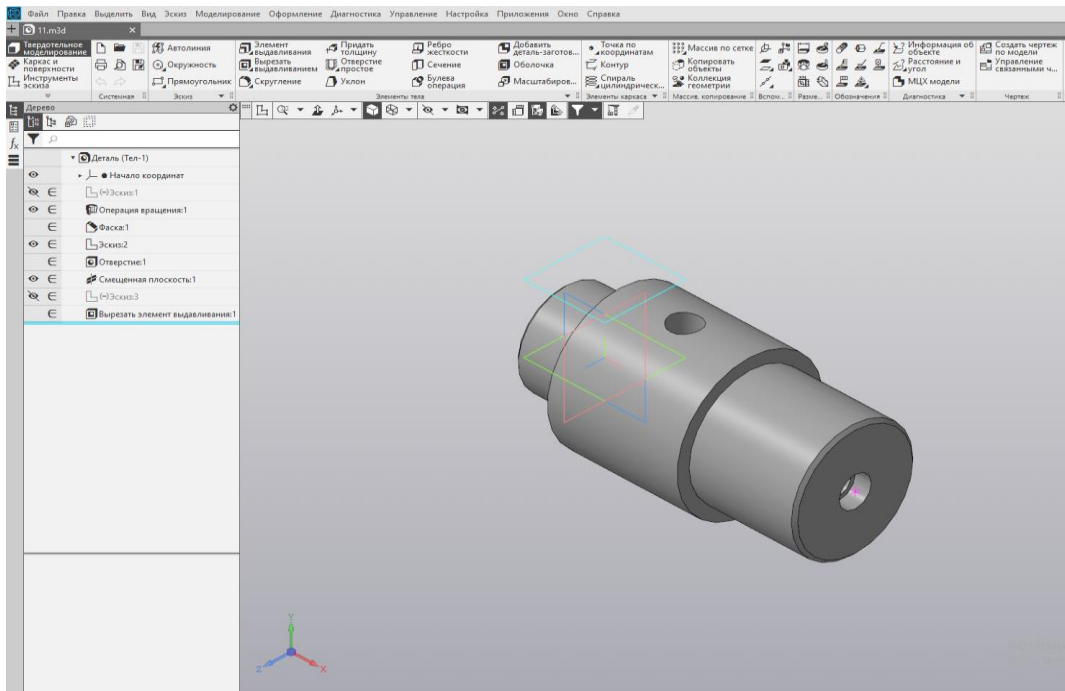 Файл Правка Выделить Вид Эскиз Моделирование Оформление Диагностика Управление Настройка Приложения Окно Справка
11.m3d
Твердотельное моделирование
Каркас и поверхности
Инструменты эскиза
Системная
Автолиния
Окружность
Прямоугольник
Эскиз
Элемент выдавливания
Вырезать выдавливанием
Скругление
Придать толщину
Отверстие простое
Уклон
Ребро жесткости
Сечение
Булева операция
Добавить деталь-заготов...
Оболочка
Масштабиров...
Элементы тела
Точка по координатам
Контур
Спираль цилиндрическ...
Элементы каркаса
Массив по сетке
Копировать объекты
Коллекция геометрии
Массив, копирование
Вспом...
Разме...
Обозначения
Информация об объекте
Расстояние и угол
МЦХ модели
Диагностика
Создать чертеж по модели
Управление связанными ч...
Чертеж
Дерево
Деталь (Тел-1)
Начало координат
(-)Эскиз:1
Операция вращения:1
Фаска:1
Эскиз:2
Отверстие:1
Смещенная плоскость:1
(-)Эскиз:3
Вырезать элемент выдавливания:1
Y
Z
X